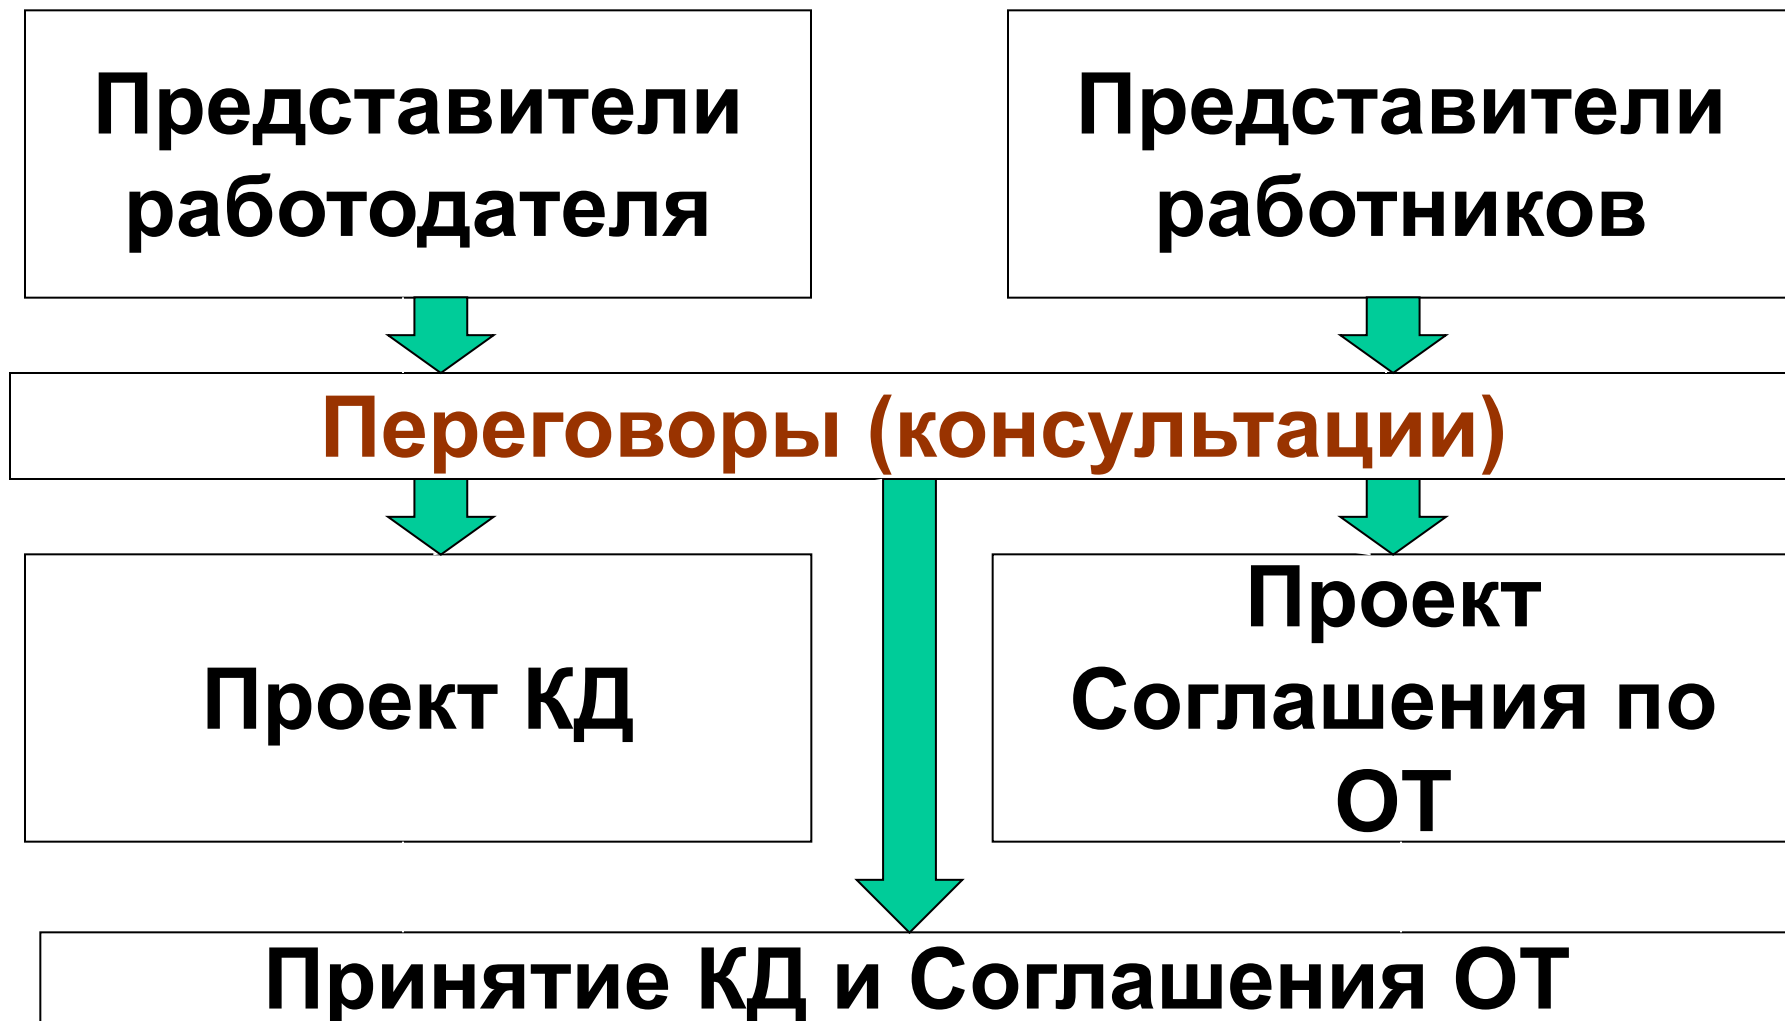 Представители
работодателя
Представители
работников
Переговоры (консультации)
Проект КД
Проект
Соглашения по
ОТ
Принятие КД и Соглашения ОТ